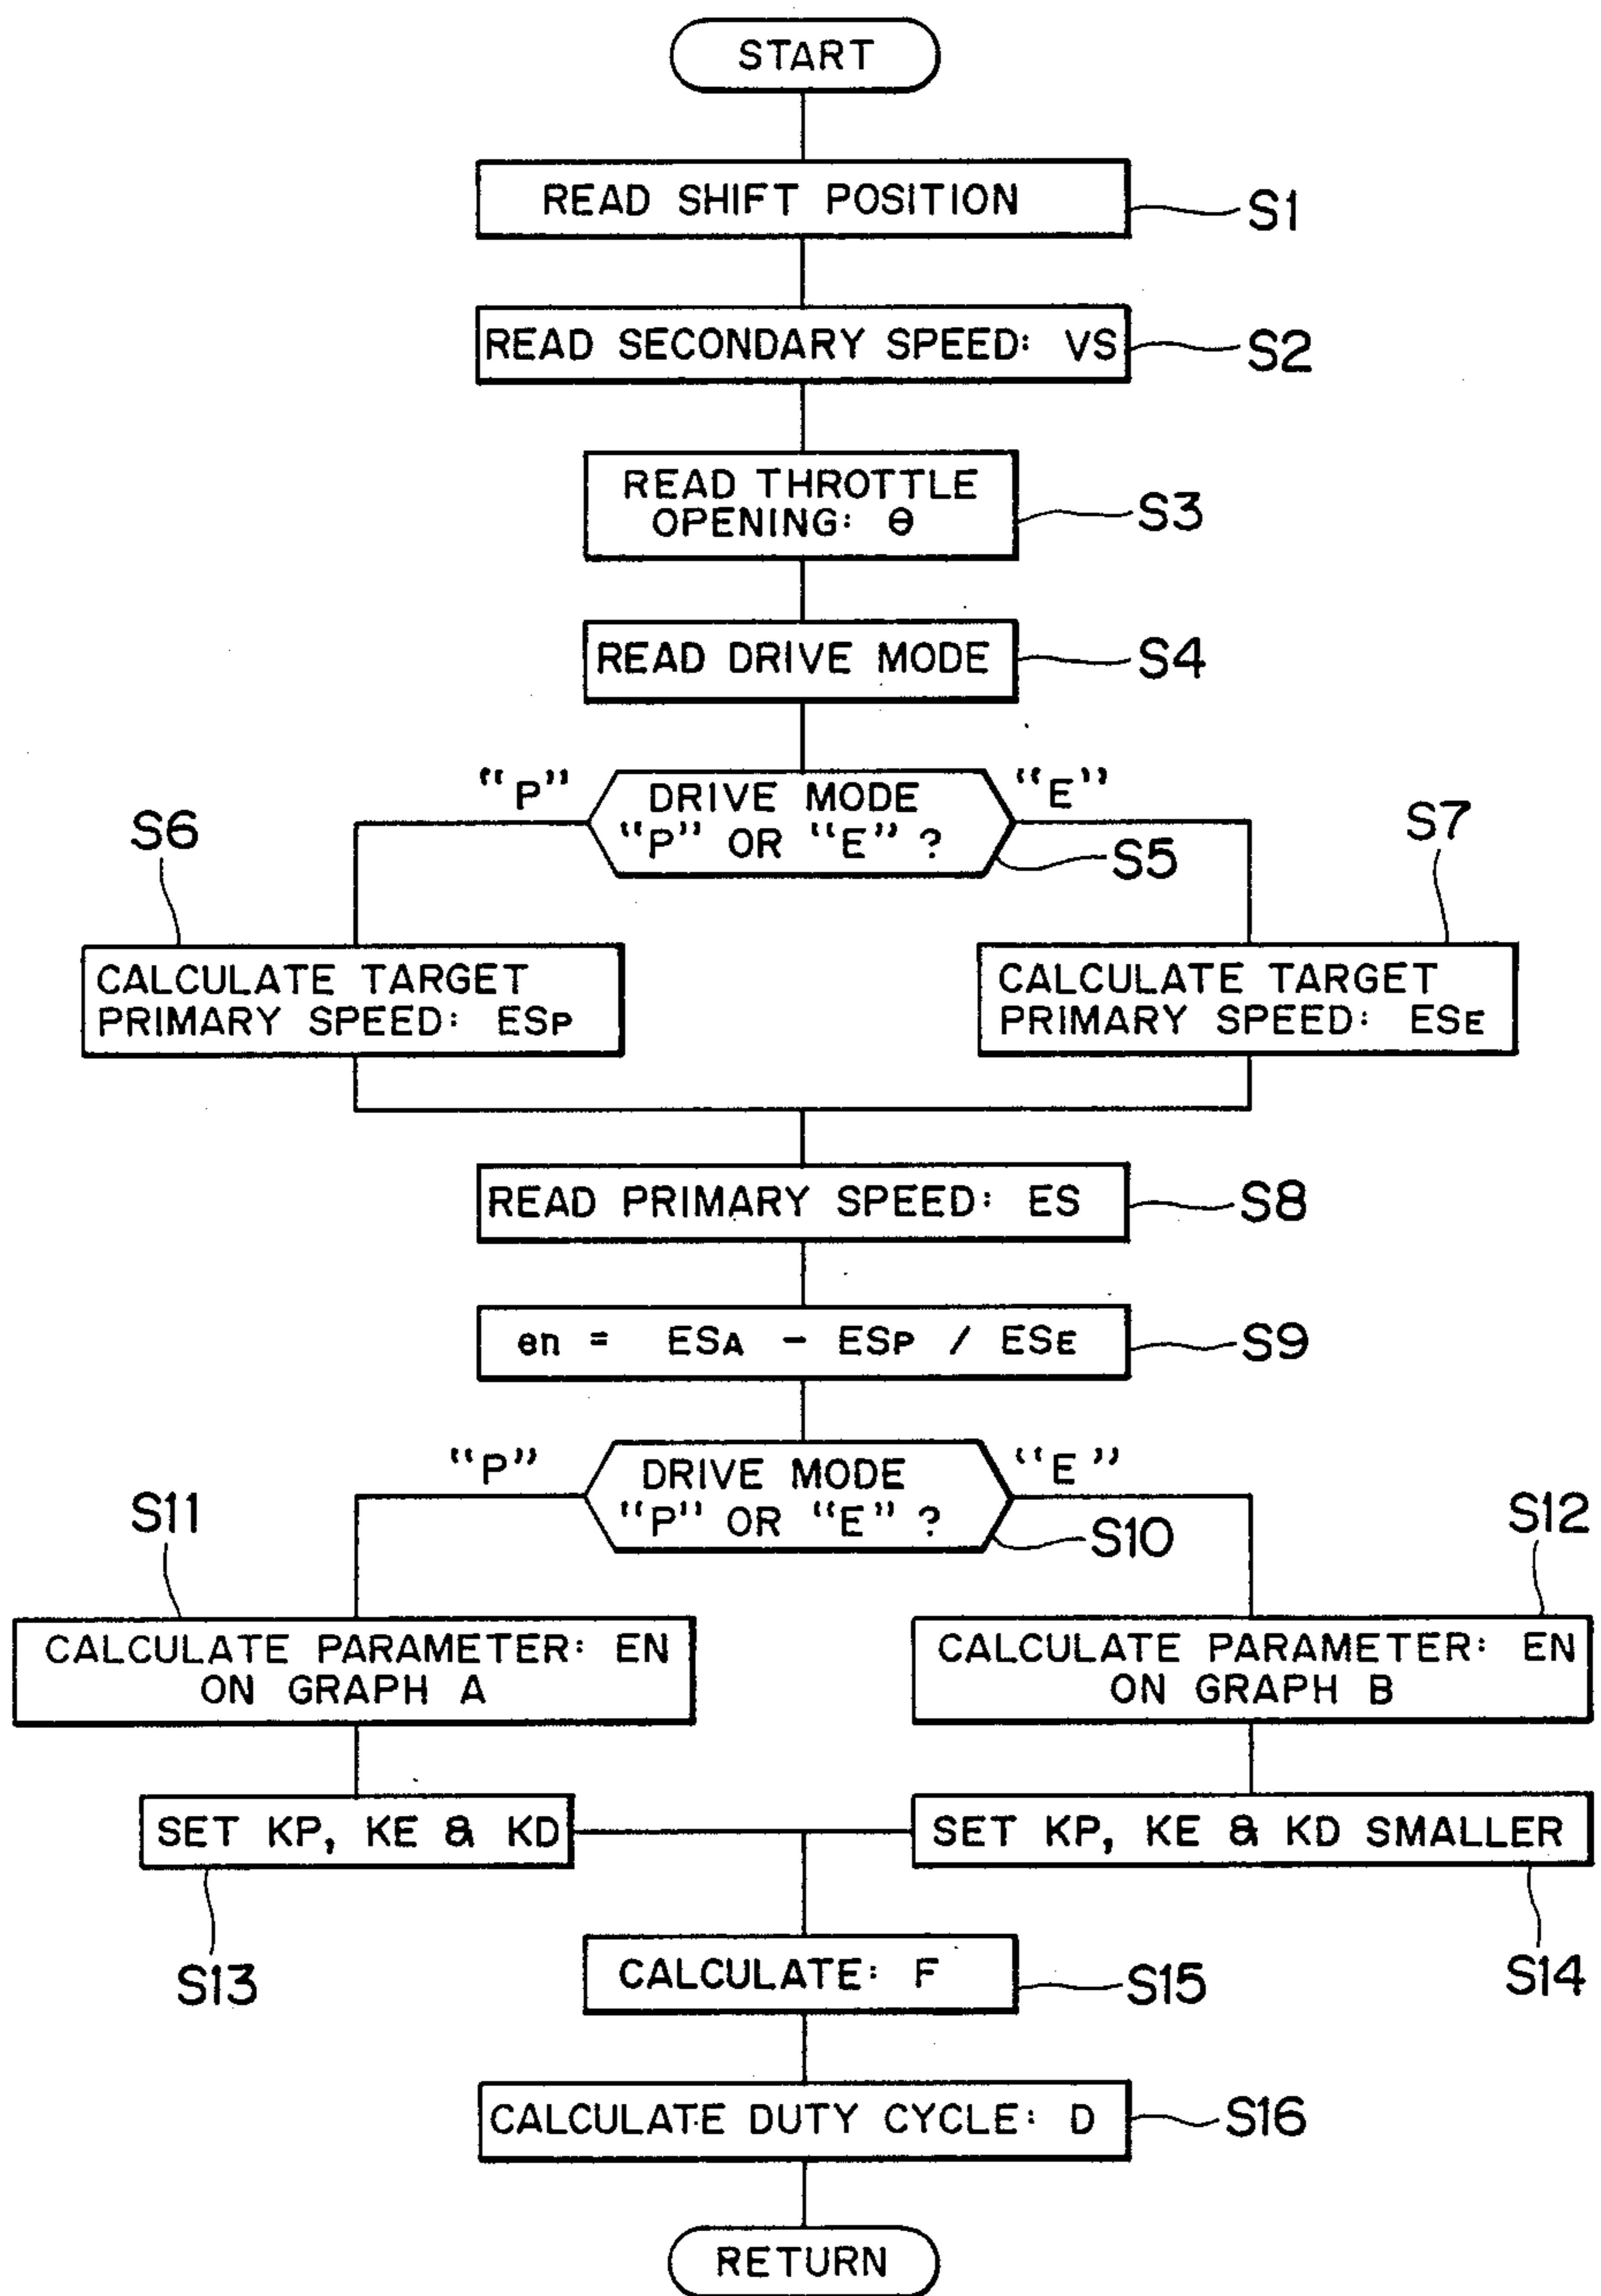 START
READ SHIFT POSITION
S1
READ SECONDARY SPEED: VS
S2
READ THROTTLE
OPENING: θ
S3
READ DRIVE MODE
S4
"P"
DRIVE MODE
"P" OR "E" ?
"E"
S5
S6
S7
CALCULATE TARGET
PRIMARY SPEED: ESP
CALCULATE TARGET
PRIMARY SPEED: ESE
READ PRIMARY SPEED: ES
S8
en = ESA - ESP / ESE
S9
"P"
DRIVE MODE
"P" OR "E" ?
"E"
S10
S11
S12
CALCULATE PARAMETER: EN
ON GRAPH A
CALCULATE PARAMETER: EN
ON GRAPH B
SET KP, KE & KD
SET KP, KE & KD SMALLER
S13
S14
CALCULATE: F
S15
CALCULATE DUTY CYCLE: D
S16
RETURN